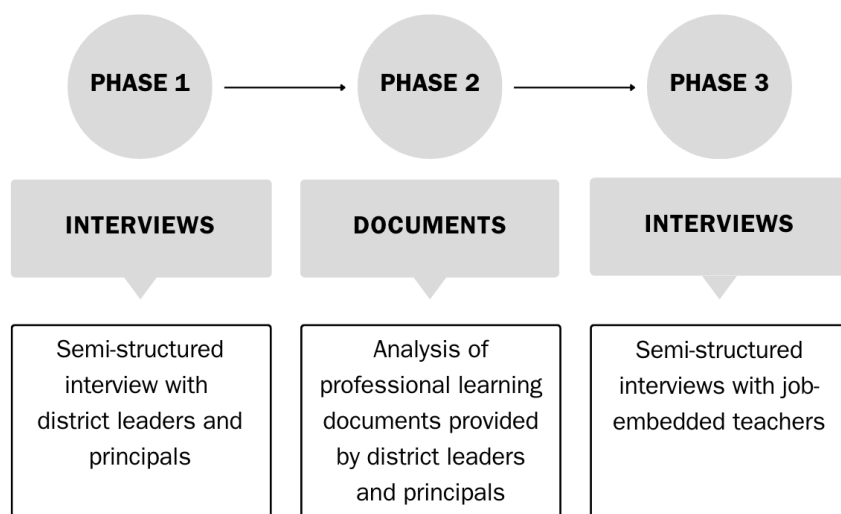 PHASE 1
PHASE 2
PHASE 3
INTERVIEWS
DOCUMENTS
INTERVIEWS
Semi-structured
interview with
district leaders and
principals
Analysis of
professional learning
documents provided
by district leaders
and principals
Semi-structured
interviews with job-
embedded teachers